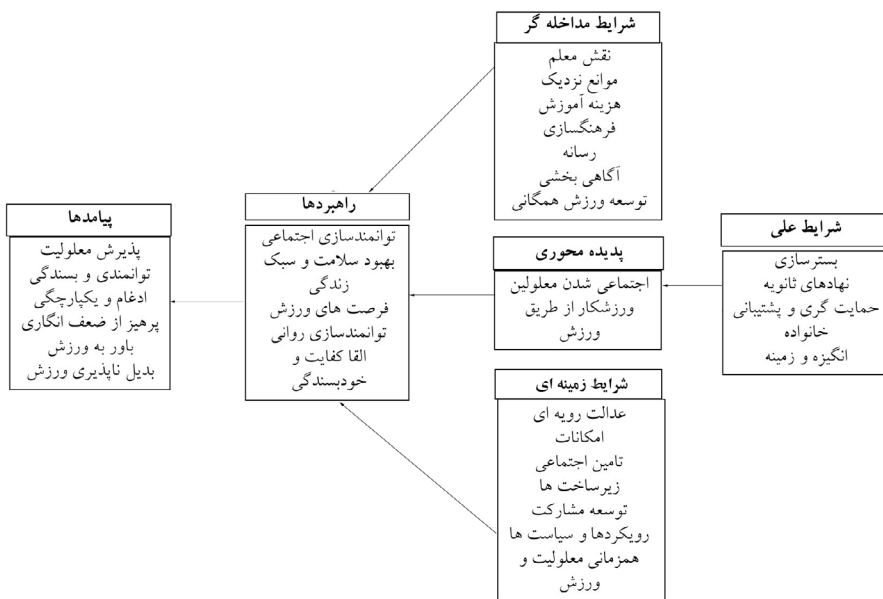 شرایط مداخله گر
نقش معلم
موانع نزدیک
هزینه آموزش
فرهنگسازی
رسانه
آگاهی بخشی
توسعه ورزش همگانی
شرایط علی
بسترسازی
نهادهای ثانویه
حمایت گری و پشتیبانی
خانواده
انگیزه و زمینه
پدیده محوری
اجتماعی شدن معلولین
ورزشکار از طریق
ورزش
شرایط زمینه ای
عدالت رویه ای
امکانات
تامین اجتماعی
زیرساخت ها
توسعه مشارکت
رویکردها و سیاست ها
همزمانی معلولیت و
ورزش
راهبردها
توانمندسازی اجتماعی
بهبود سلامت و سبک
زندگی
فرصت های ورزش
توانمندسازی روانی
القا کفایت و
خودبسندگی
پیامدها
پذیرش معلولیت
توانمندی و بسندگی
ادغام و یکپارچگی
پرهیز از ضعف انگاری
باور به ورزش
بدیل ناپذیری ورزش